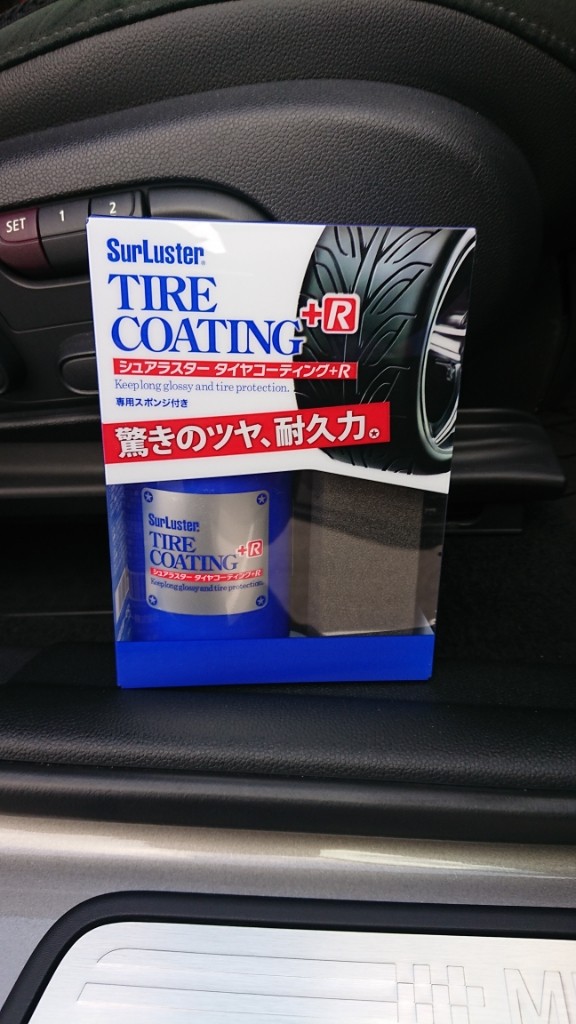 SET
1
2
SurLuster®
TIRE
COATING+R
シュアラスター タイヤコーティング+R
Keep long glossy and tire protection.
専用スポンジ付き
驚きのツヤ、耐久力。
SurLuster®
TIRE
COATING+R
シュアラスター タイヤコーティング+R
Keep long glossy and tire protection.